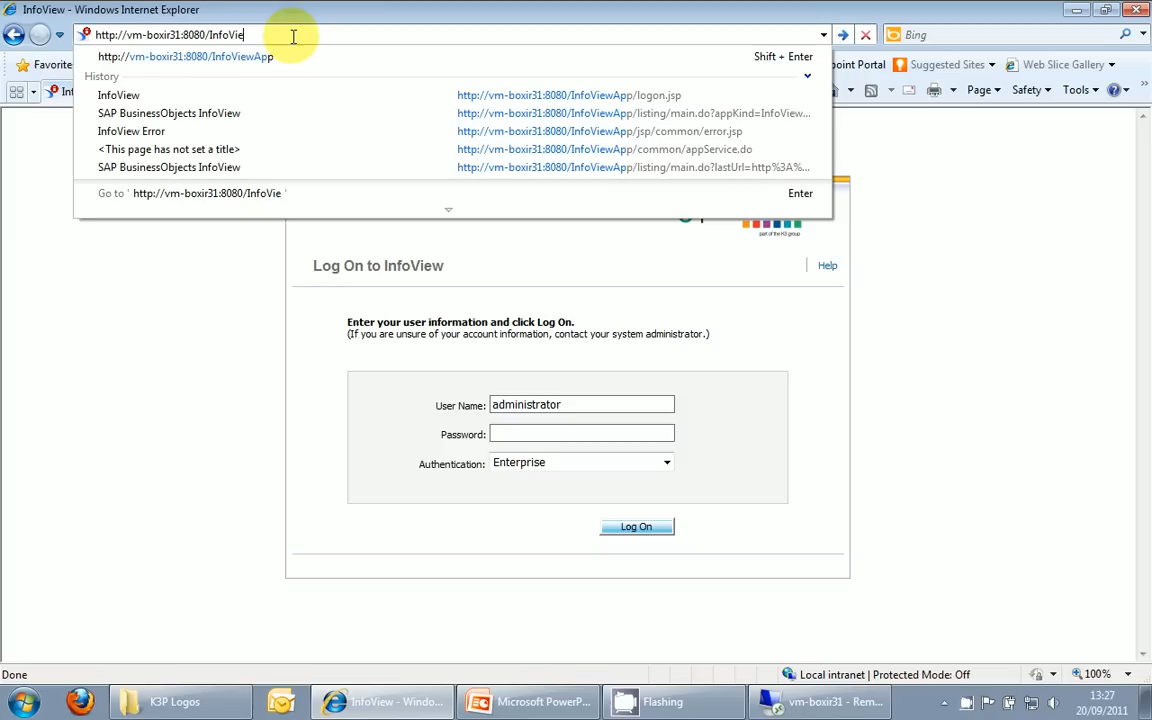 InfoView - Windows Internet Explorer
http://vm-boxir31:8080/InfoVie
Bing
http://vm-boxir31:8080/InfoViewApp Shift + Enter
Favorite
oint Portal Suggested Sites Web Slice Gallery
History
Page Safety Tools
InfoView http://vm-boxir31:8080/InfoViewApp/logon.jsp
SAP BusinessObjects InfoView http://vm-boxir31:8080/InfoViewApp/listing/main.do?appKind=InfoView...
InfoView Error http://vm-boxir31:8080/InfoViewApp/jsp/common/error.jsp
<This page has not set a title> http://vm-boxir31:8080/InfoViewApp/common/appService.do
SAP BusinessObjects InfoView http://vm-boxir31:8080/InfoViewApp/listing/main.do?lastUrl=http%3A%...
Go to ' http://vm-boxir31:8080/InfoVie ' Enter
part of the K3 group
Log On to InfoView
Help
Enter your user information and click Log On.
(If you are unsure of your account information, contact your system administrator.)
User Name: administrator
Password:
Authentication: Enterprise
Log On
Done
Local intranet | Protected Mode: Off
100%
K3P Logos
InfoView - Windo...
Microsoft PowerP...
Flashing
vm-boxir31 - Rem...
13:27
20/09/2011